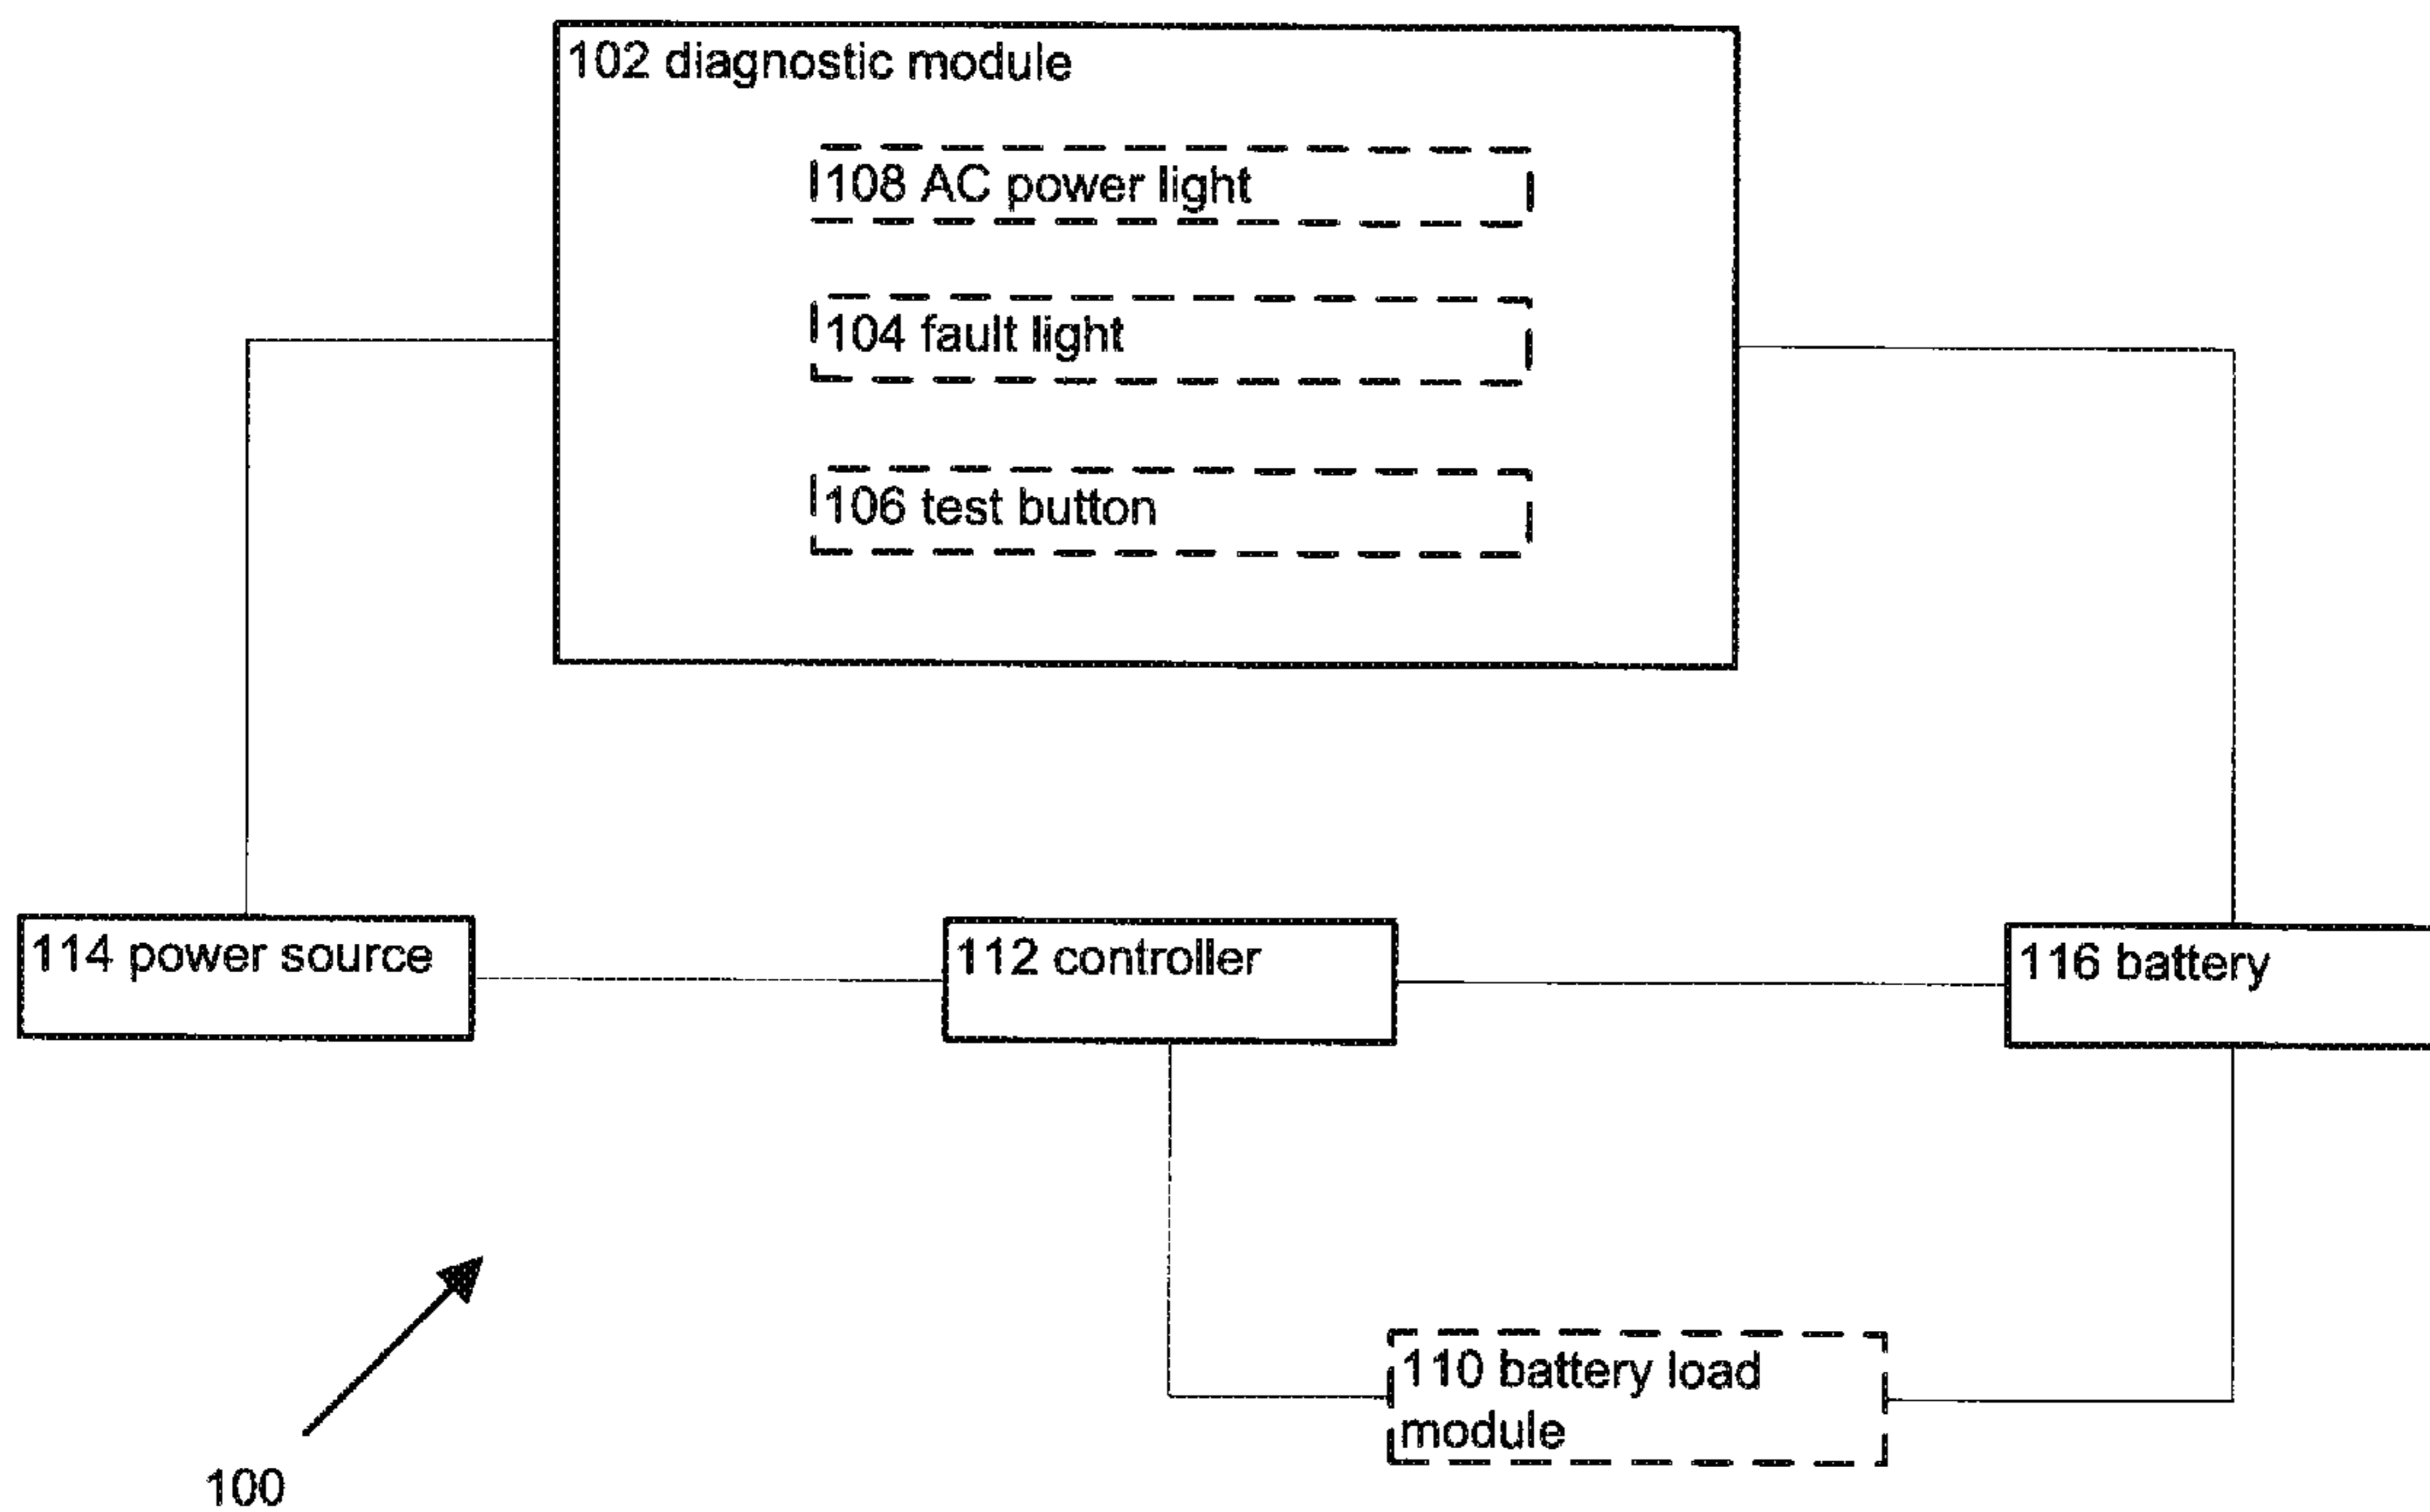 102 diagnostic module
108 AC power light
104 fault light
106 test button
114 power source
112 controller
116 battery
110 battery load
module
100